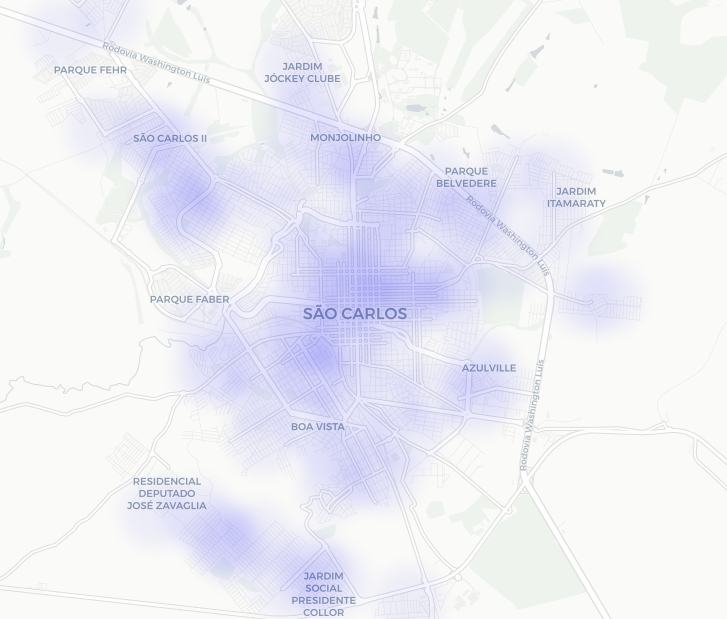 Rodovia Washington Luís
PARQUE FEHR
JARDIM
JÓCKEY CLUBE
SÃO CARLOS II
MONJOLINHO
PARQUE
BELVEDERE
JARDIM
ITAMARATY
Rodovia Washington Luís
PARQUE FABER
SÃO CARLOS
AZULVILLE
Rodovia Washington Luís
BOA VISTA
RESIDENCIAL
DEPUTADO
JOSÉ ZAVAGLIA
JARDIM
SOCIAL
PRESIDENTE
COLLOR